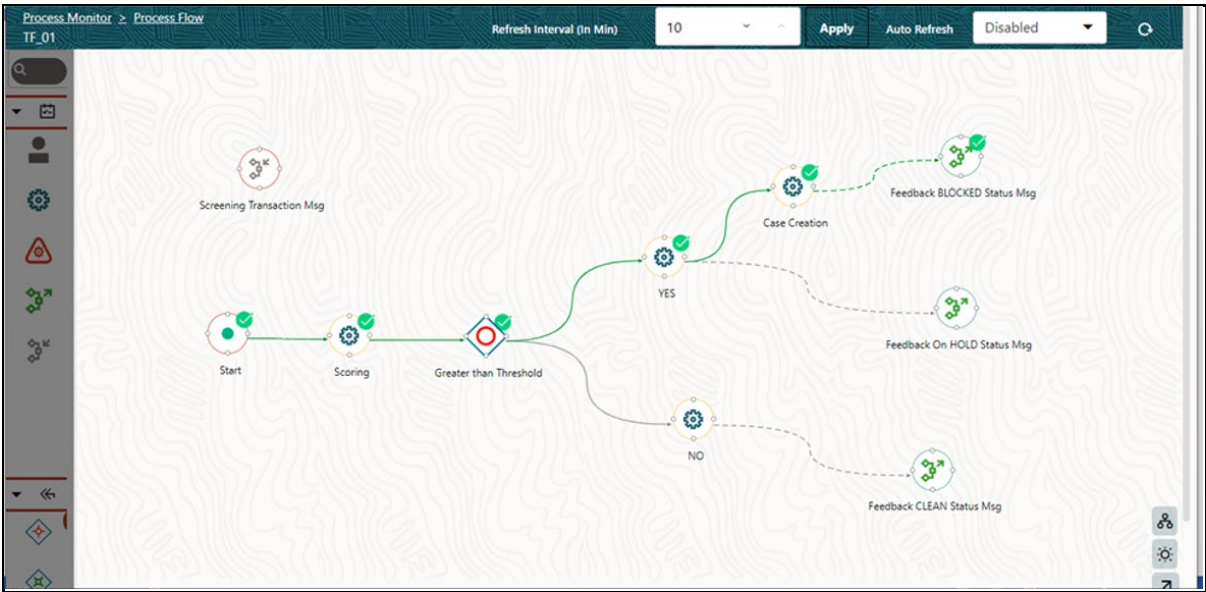 Process Monitor > Process Flow
TF_01
Refresh Interval (In Min)
10
Apply
Auto Refresh
Disabled
Screening Transaction Msg
Feedback BLOCKED Status Msg
Case Creation
YES
Feedback On HOLD Status Msg
Start
Scoring
Greater than Threshold
NO
Feedback CLEAN Status Msg